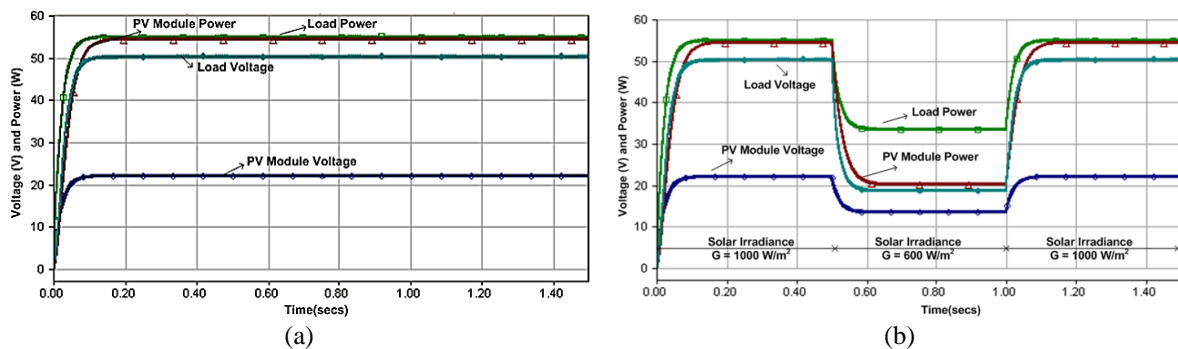 Voltage (V) and Power (W)
60
50
40
30
20
10
0
PV Module Power
Load Power
Load Voltage
PV Module Voltage
0.00
0.20
0.40
0.60
0.80
1.00
1.20
1.40
Time(secs)
(a)
Voltage (V) and Power (W)
60
50
40
30
20
10
0
Load Voltage
Load Power
PV Module Voltage
PV Module Power
Solar Irradiance
G = 1000 W/m²
Solar Irradiance
G = 600 W/m²
Solar Irradiance
G = 1000 W/m²
0.00
0.20
0.40
0.60
0.80
1.00
1.20
1.40
Time(secs)
(b)